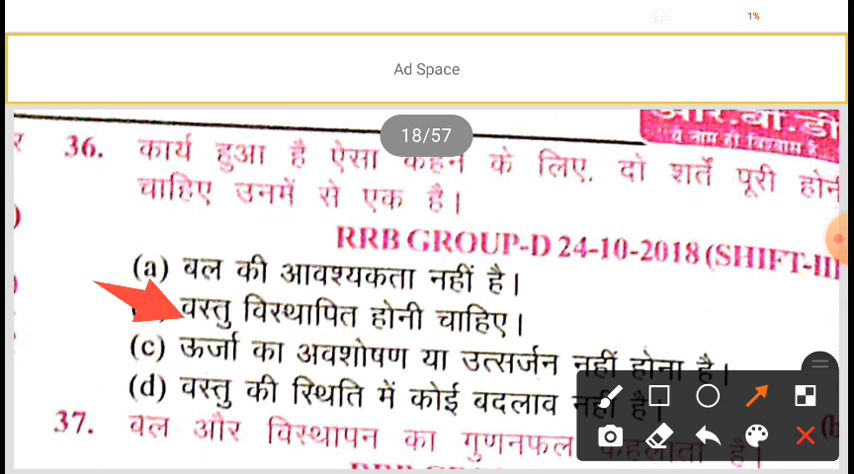 1%
Ad Space
18/57
आर.बी.डी
36. कार्य हुआ है ऐसा कहने के लिए, दो शर्तें पूरी होनी
चाहिए उनमें से एक है।
RRB GROUP-D 24-10-2018 (SHIFT-III
(a) बल की आवश्यकता नहीं है।
वस्तु विस्थापित होनी चाहिए।
(c) ऊर्जा का अवशोषण या उत्सर्जन नहीं होना है।
(d) वस्तु की स्थिति में कोई बदलाव नहीं है।
37. बल और विस्थापन का गुणनफल कहलाता है।